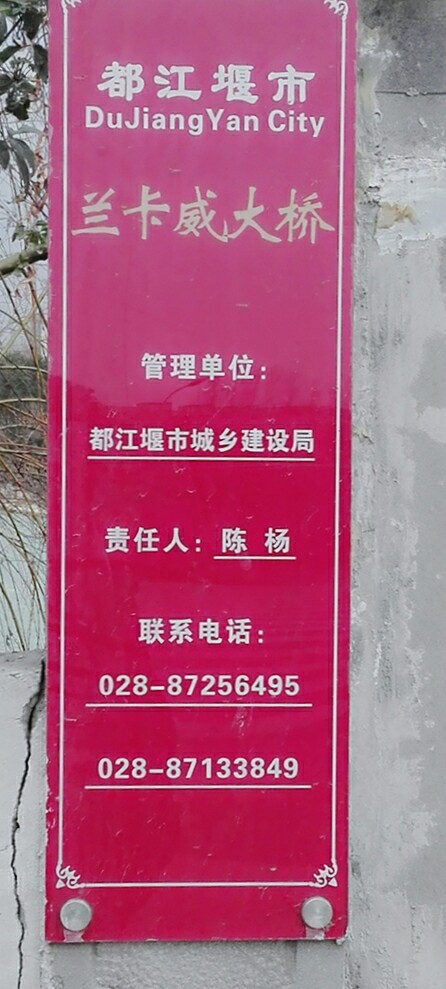 都江堰市
DuJiangYan City
兰卡威大桥
管理单位：
都江堰市城乡建设局
责任人：陈 杨
联系电话：
028-87256495
028-87133849